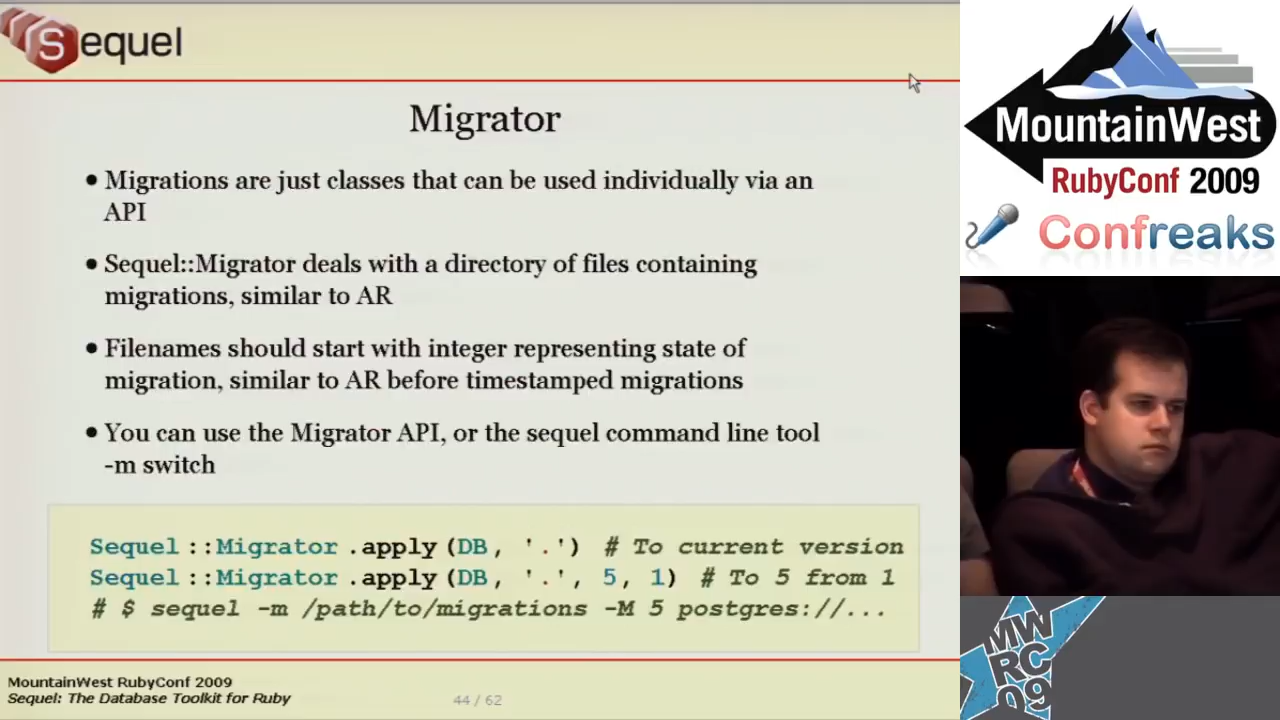 Sequel
Migrator
• Migrations are just classes that can be used individually via an
API
• Sequel::Migrator deals with a directory of files containing
migrations, similar to AR
• Filenames should start with integer representing state of
migration, similar to AR before timestamped migrations
• You can use the Migrator API, or the sequel command line tool
-m switch
Sequel ::Migrator .apply (DB, '.') # To current version
Sequel ::Migrator .apply (DB, '.', 5, 1) # To 5 from 1
# $ sequel -m /path/to/migrations -M 5 postgres://...
MountainWest RubyConf 2009
Sequel: The Database Toolkit for Ruby
44 / 62
MountainWest
RubyConf 2009
Confreaks
MW
RC
09